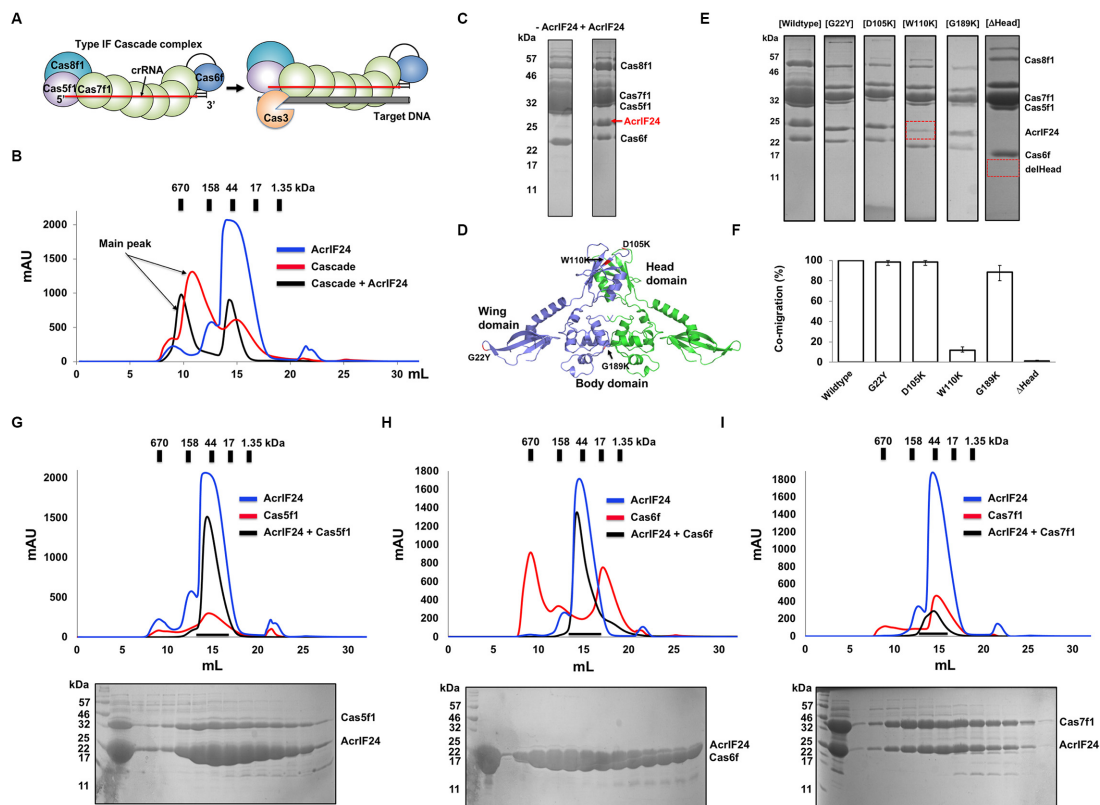 A
Type IF Cascade complex
Cas8f1
crRNA
Cas6f
Cas5f1
Cas7f1
5'
3'
Cas3
Target DNA
B
670 158 44 17 1.35 kDa
2000
1500
1000
500
0
mAU
Main peak
AcrIF24
Cascade
Cascade + AcrIF24
0 5 10 15 20 25 30
mL
C
- AcrIF24 + AcrIF24
kDa
57
46
32
25
22
17
11
Cas8f1
Cas7f1
Cas5f1
AcrIF24
Cas6f
D
D105K
W110K
Head
domain
Wing
domain
G22Y
G189K
Body domain
E
[Wildtype] [G22Y] [D105K] [W110K] [G189K] [ΔHead]
kDa
57
46
32
25
22
17
11
Cas8f1
Cas7f1
Cas5f1
AcrIF24
Cas6f
delHead
F
Co-migration (%)
100
80
60
40
20
0
Wildtype
G22Y
D105K
W110K
G189K
ΔHead
G
670 158 44 17 1.35 kDa
2000
1500
1000
500
0
mAU
AcrIF24
Cas5f1
AcrIF24 + Cas5f1
0 5 10 15 20 25 30
mL
kDa
57
46
32
25
22
17
11
Cas5f1
AcrIF24
H
670 158 44 17 1.35 kDa
1800
1600
1400
1200
1000
800
600
400
200
0
mAU
AcrIF24
Cas6f
AcrIF24 + Cas6f
0 5 10 15 20 25 30
mL
kDa
57
46
32
25
22
17
11
AcrIF24
Cas6f
I
670 158 44 17 1.35 kDa
2000
1800
1600
1400
1200
1000
800
600
400
200
0
mAU
AcrIF24
Cas7f1
AcrIF24 + Cas7f1
0 5 10 15 20 25 30
mL
kDa
57
46
32
25
22
17
11
Cas7f1
AcrIF24